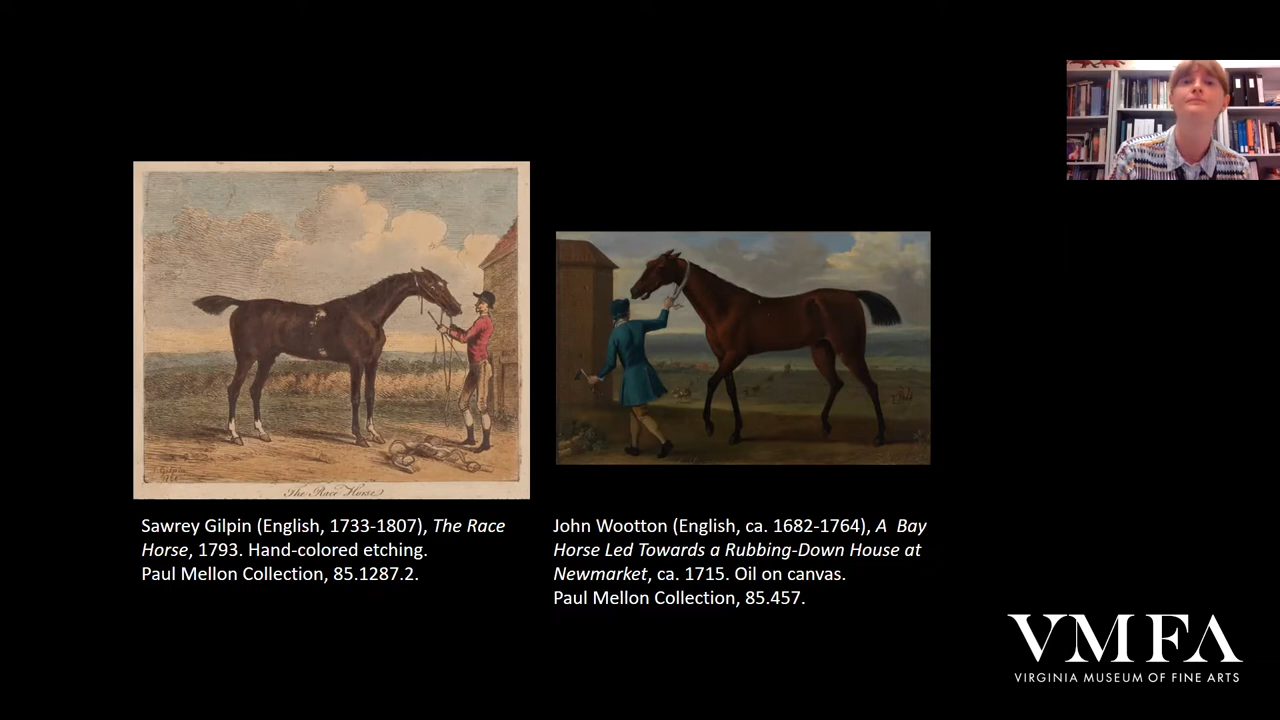 2
The Race Horse
Sawrey Gilpin (English, 1733-1807), The Race
Horse, 1793. Hand-colored etching.
Paul Mellon Collection, 85.1287.2.
John Wootton (English, ca. 1682-1764), A  Bay
Horse Led Towards a Rubbing-Down House at
Newmarket, ca. 1715. Oil on canvas.
Paul Mellon Collection, 85.457.
VMFA
VIRGINIA MUSEUM OF FINE ARTS